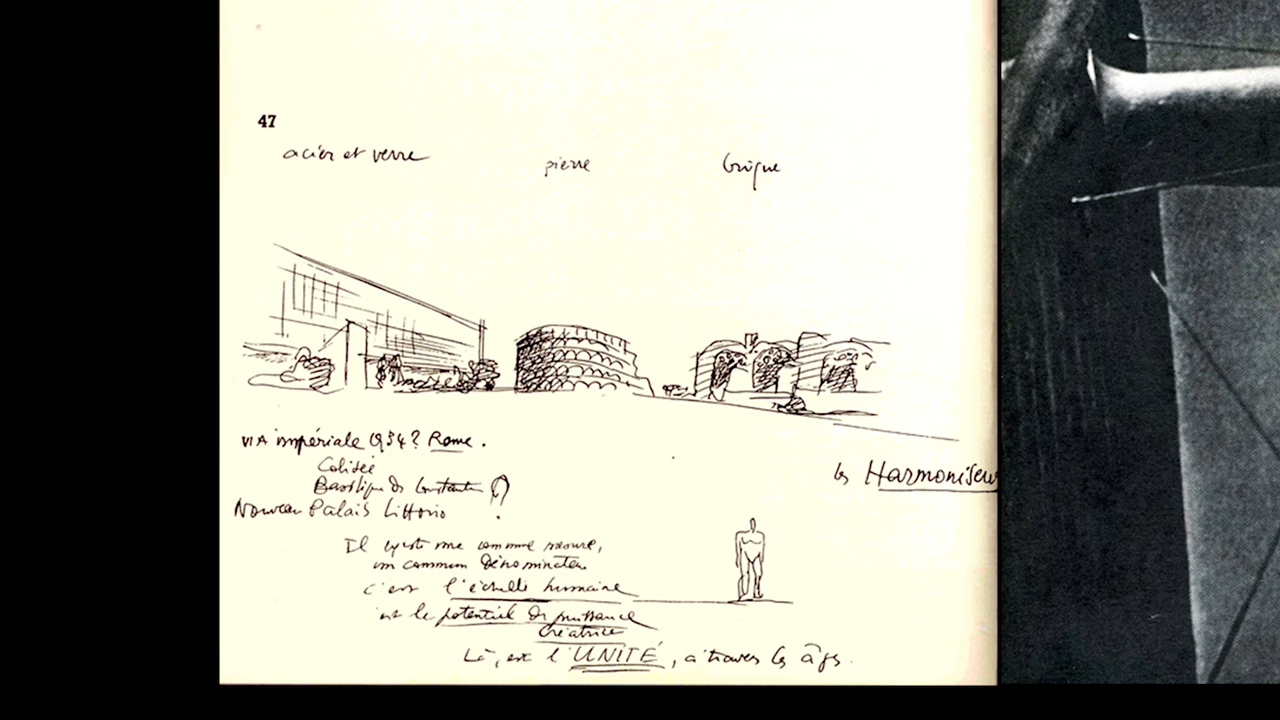 47
acier et verre
pierre
brique
VIA impériale 1934? Rome.
Colisée
Basilique de Constantin (?)
Nouveau Palais Littorio
les Harmoniseu
Il y a une commune mesure,
un commun dénominateur
c'est l'échelle humaine
et le potentiel de puissance
créatrice
Là, est l'UNITÉ, à travers les âges.